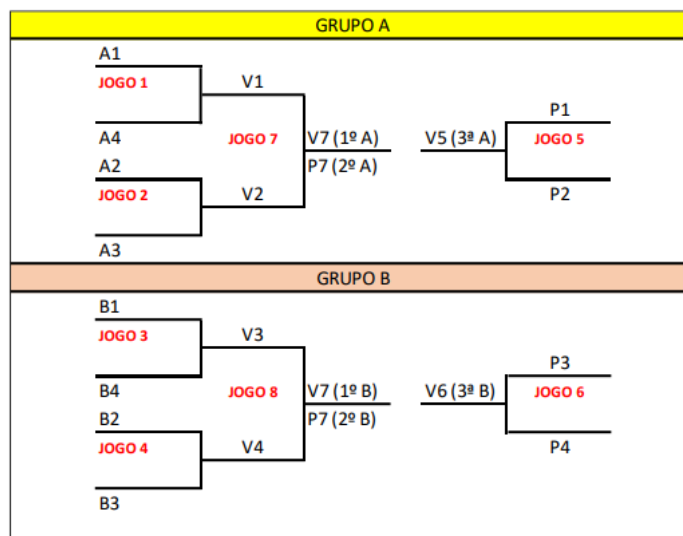 GRUPO A
A1
JOGO 1
V1
A4
JOGO 7
V7 (1º A)
V5 (3ª A)
P1
JOGO 5
A2
P7 (2º A)
JOGO 2
V2
P2
A3
GRUPO B
B1
JOGO 3
V3
P3
B4
JOGO 8
V7 (1º B)
V6 (3ª B)
JOGO 6
B2
P7 (2º B)
JOGO 4
V4
P4
B3